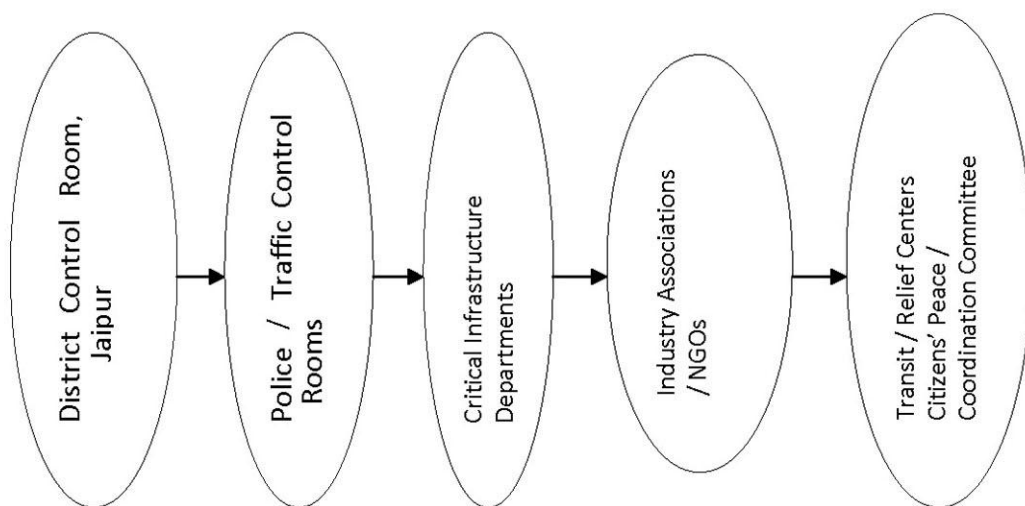 District Control Room,
Jaipur
Police / Traffic Control
Rooms
Critical Infrastructure
Departments
Industry Associations
/ NGOs
Transit / Relief Centers
Citizens’ Peace /
Coordination Committee